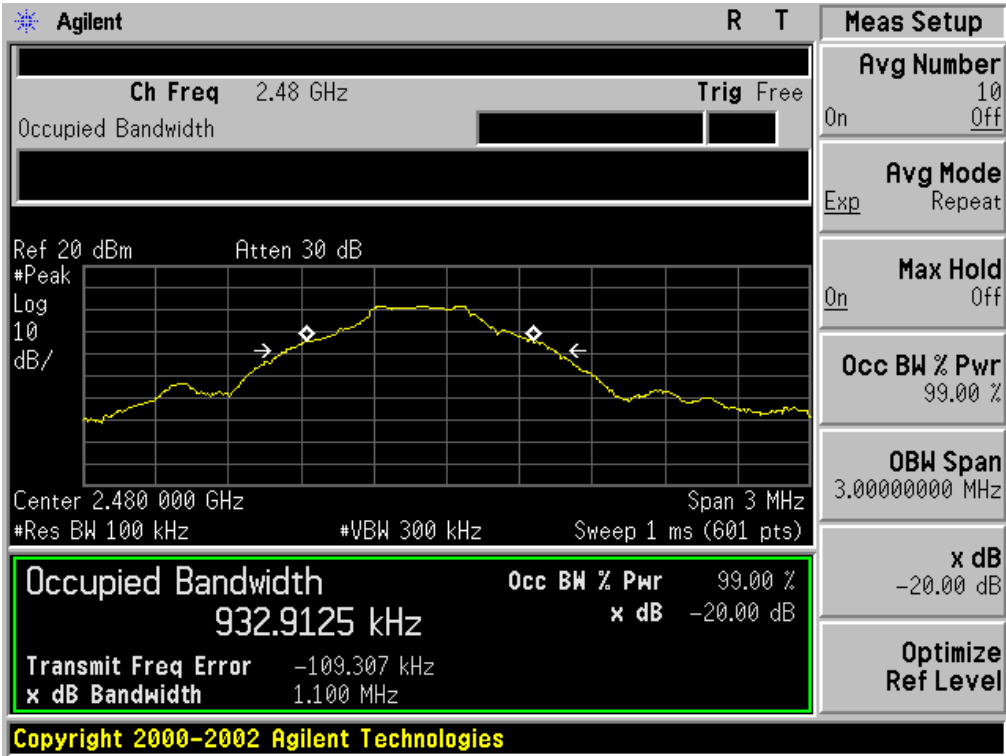 Agilent R T
Ch Freq 2.48 GHz Trig Free
Occupied Bandwidth
Ref 20 dBm Atten 30 dB
#Peak
Log
10
dB/
Center 2.480 000 GHz Span 3 MHz
#Res BW 100 kHz #VBW 300 kHz Sweep 1 ms (601 pts)
Occupied Bandwidth Occ BW % Pwr 99.00 %
932.9125 kHz x dB -20.00 dB
Transmit Freq Error -109.307 kHz
x dB Bandwidth 1.100 MHz
Copyright 2000-2002 Agilent Technologies
Meas Setup
Avg Number
10
On Off
Avg Mode
Exp Repeat
Max Hold
On Off
Occ BW % Pwr
99.00 %
OBW Span
3.00000000 MHz
x dB
-20.00 dB
Optimize
Ref Level